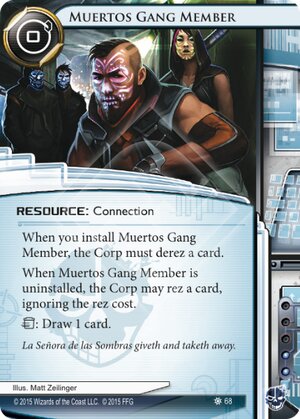 MUERTOS GANG MEMBER
0
RESOURCE: Connection
When you install Muertos Gang
Member, the Corp must derez a card.
When Muertos Gang Member is
uninstalled, the Corp may rez a card,
ignoring the rez cost.
: Draw 1 card.
La Señora de las Sombras giveth and taketh away.
Illus. Matt Zeilinger
© 2015 Wizards of the Coast LLC. © 2015 FFG
68